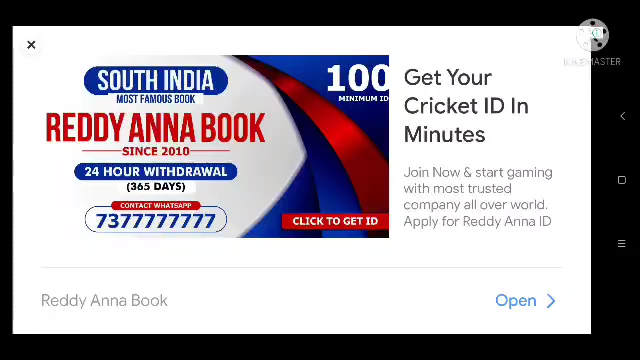 KINEMASTER
SOUTH INDIA
MOST FAMOUS BOOK
REDDY ANNA BOOK
SINCE 2010
24 HOUR WITHDRAWAL
(365 DAYS)
CONTACT WHATSAPP
7377777777
100
MINIMUM ID
CLICK TO GET ID
Get Your
Cricket ID In
Minutes
Join Now & start gaming
with most trusted
company all over world.
Apply for Reddy Anna ID
Reddy Anna Book
Open